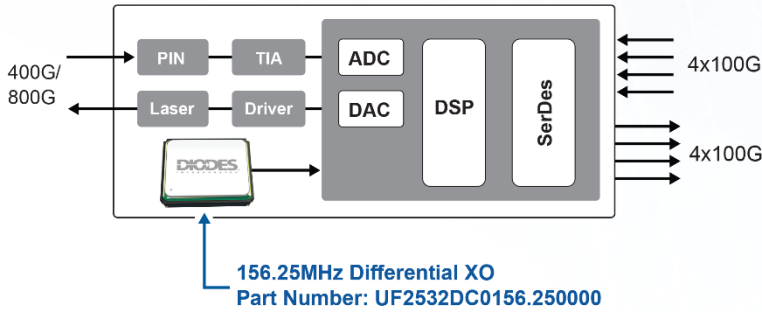 400G/
800G
PIN
TIA
ADC
Laser
Driver
DAC
DSP
SerDes
4x100G
4x100G
DIODES
INCORPORATED
156.25MHz Differential XO
Part Number: UF2532DC0156.250000